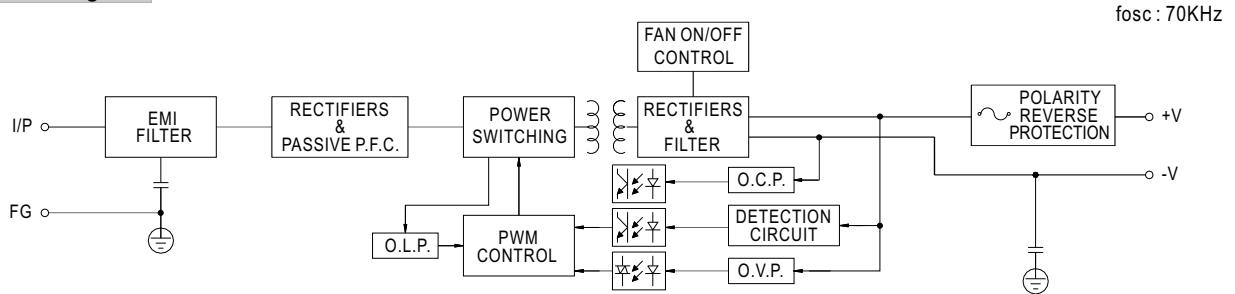 fosc : 70KHz
FAN ON/OFF
CONTROL
I/P
EMI
FILTER
RECTIFIERS
&
PASSIVE P.F.C.
POWER
SWITCHING
RECTIFIERS
&
FILTER
POLARITY
REVERSE
PROTECTION
+V
-V
O.C.P.
FG
DETECTION
CIRCUIT
O.L.P.
PWM
CONTROL
O.V.P.